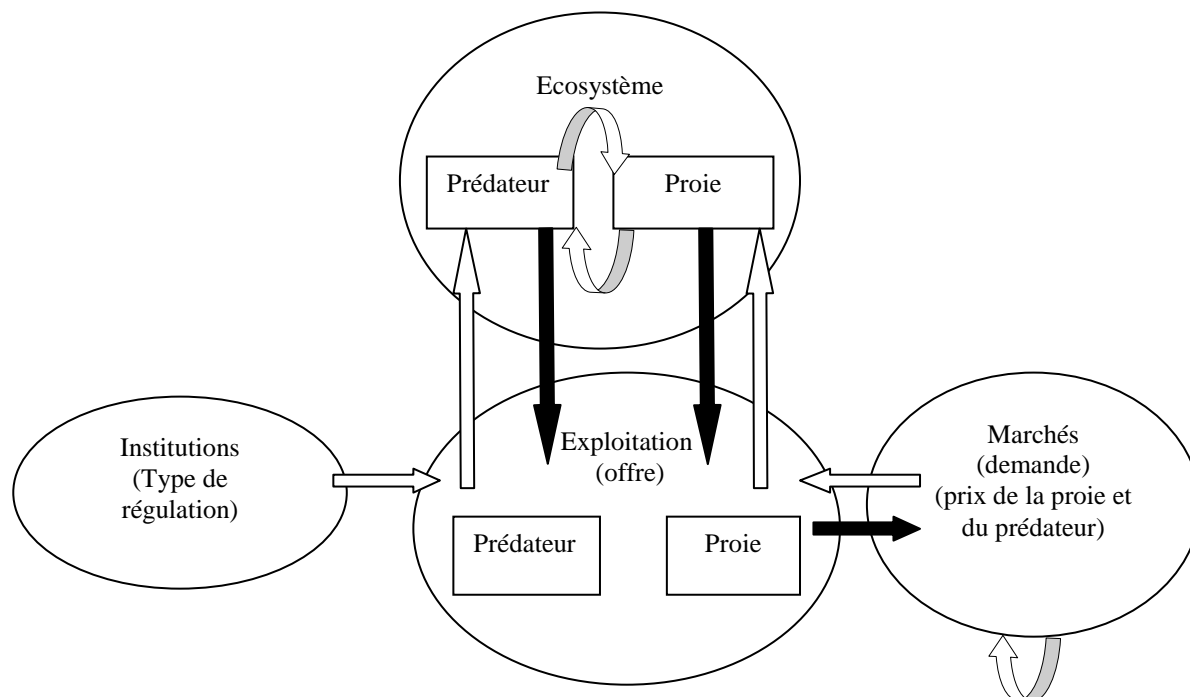 Ecosystème
Prédateur
Proie
Exploitation
(offre)
Prédateur
Proie
Institutions
(Type de
régulation)
Marchés
(demande)
(prix de la proie et
du prédateur)